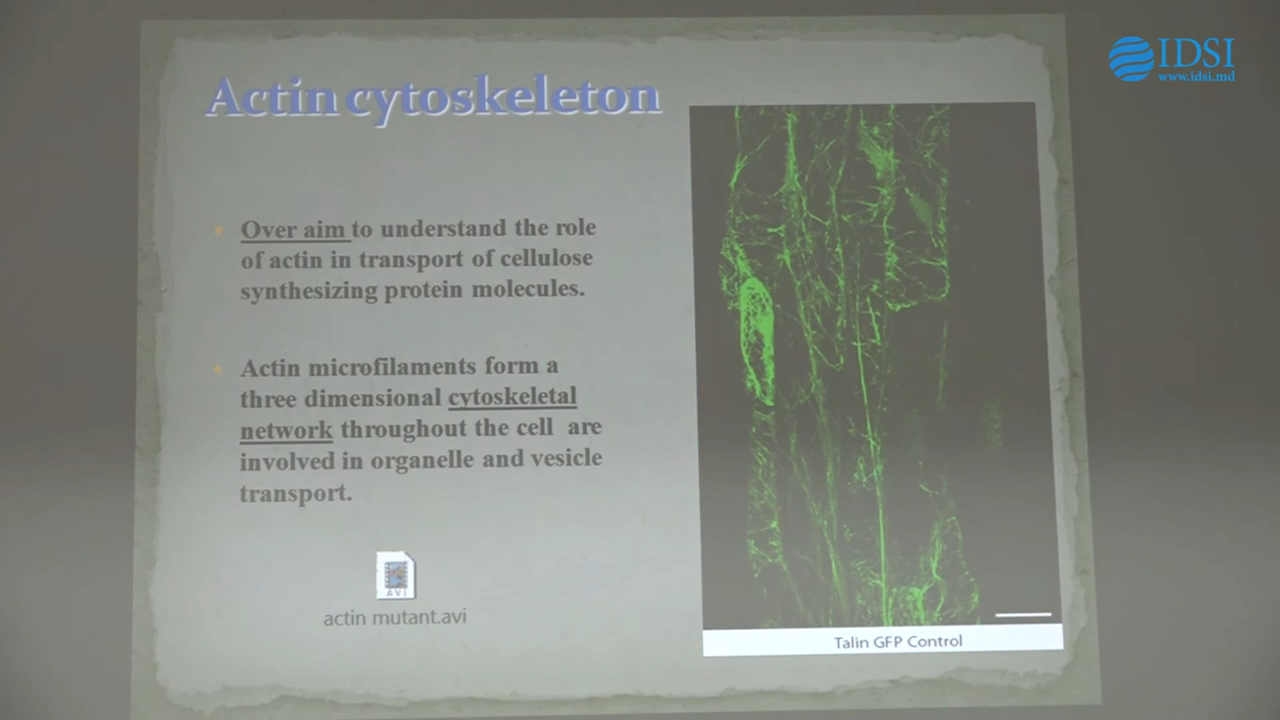 IDSI
www.idsi.md
Actin cytoskeleton
Over aim to understand the role
of actin in transport of cellulose
synthesizing protein molecules.
Actin microfilaments form a
three dimensional cytoskeletal
network throughout the cell are
involved in organelle and vesicle
transport.
AVI
actin mutant.avi
Talin GFP Control